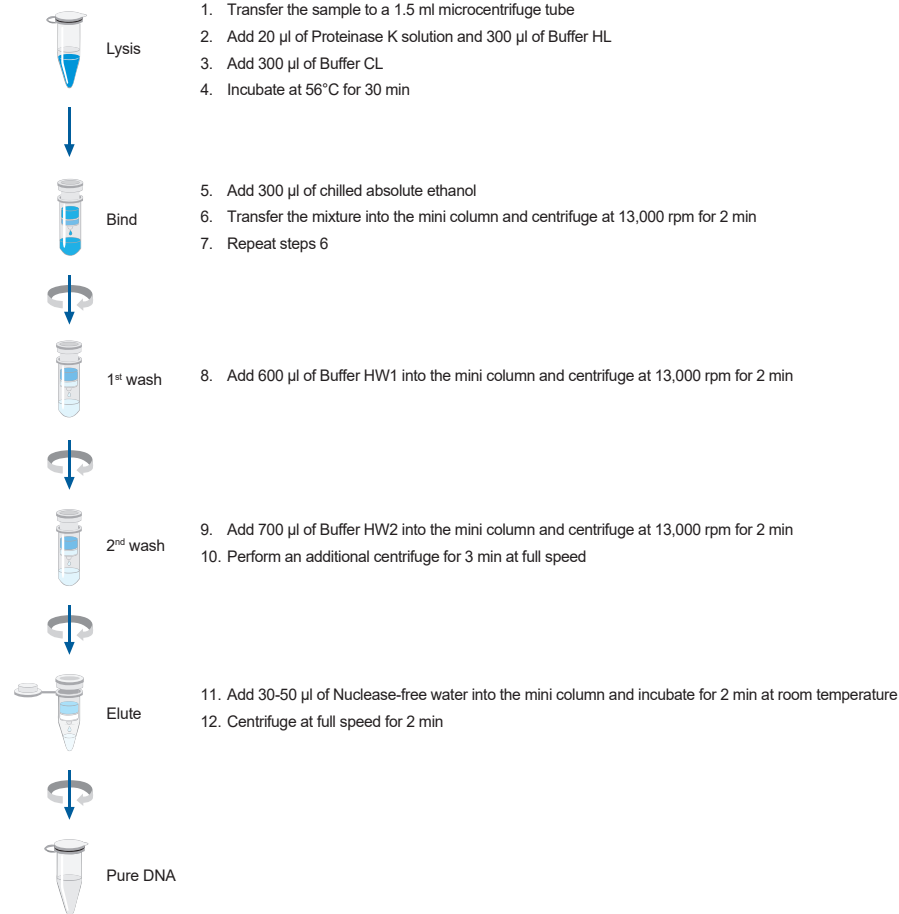 Lysis
1. Transfer the sample to a 1.5 ml microcentrifuge tube
2. Add 20 µl of Proteinase K solution and 300 µl of Buffer HL
3. Add 300 µl of Buffer CL
4. Incubate at 56°C for 30 min
Bind
5. Add 300 µl of chilled absolute ethanol
6. Transfer the mixture into the mini column and centrifuge at 13,000 rpm for 2 min
7. Repeat steps 6
1st wash
8. Add 600 µl of Buffer HW1 into the mini column and centrifuge at 13,000 rpm for 2 min
2nd wash
9. Add 700 µl of Buffer HW2 into the mini column and centrifuge at 13,000 rpm for 2 min
10. Perform an additional centrifuge for 3 min at full speed
Elute
11. Add 30-50 µl of Nuclease-free water into the mini column and incubate for 2 min at room temperature
12. Centrifuge at full speed for 2 min
Pure DNA